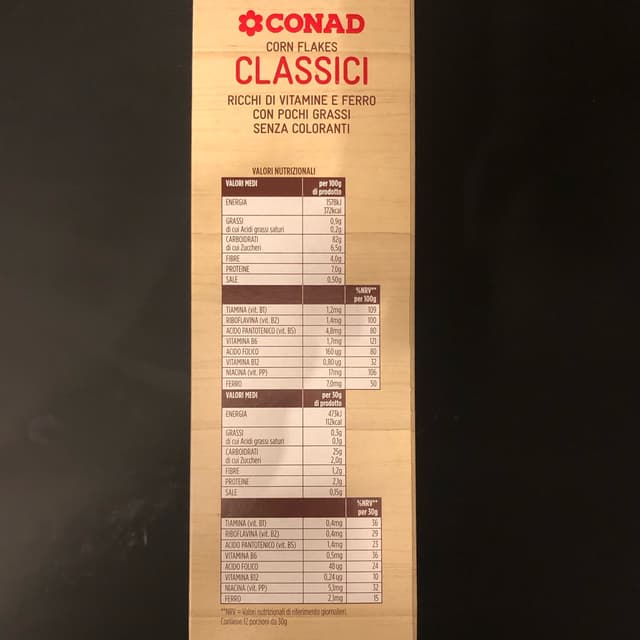 CONAD
CORN FLAKES
CLASSICI
RICCHI DI VITAMINE E FERRO
CON POCHI GRASSI
SENZA COLORANTI
VALORI NUTRIZIONALI
VALORI MEDI per 100g
di prodotto
ENERGIA 1578kJ
372kcal
GRASSI 0,9g
di cui Acidi grassi saturi 0,2g
CARBOIDRATI 82g
di cui Zuccheri 6,5g
FIBRE 4,0g
PROTEINE 7,0g
SALE 0,50g
%NRV**
per 100g
TIAMINA (vit. B1) 1,2mg 109
RIBOFLAVINA (vit. B2) 1,4mg 100
ACIDO PANTOTENICO (vit. B5) 4,8mg 80
VITAMINA B6 1,7mg 121
ACIDO FOLICO 160 µg 80
VITAMINA B12 0,80 µg 32
NIACINA (vit. PP) 17mg 106
FERRO 7,0mg 50
VALORI MEDI per 30g
di prodotto
ENERGIA 473kJ
112kcal
GRASSI 0,3g
di cui Acidi grassi saturi 0,1g
CARBOIDRATI 25g
di cui Zuccheri 2,0g
FIBRE 1,2g
PROTEINE 2,1g
SALE 0,15g
%NRV**
per 30g
TIAMINA (vit. B1) 0,4mg 36
RIBOFLAVINA (vit. B2) 0,4mg 29
ACIDO PANTOTENICO (vit. B5) 1,4mg 23
VITAMINA B6 0,5mg 36
ACIDO FOLICO 48 µg 24
VITAMINA B12 0,24 µg 10
NIACINA (vit. PP) 5,1mg 32
FERRO 2,1mg 15
**NRV = Valori nutrizionali di riferimento giornalieri
Contiene 12 porzioni da 30g